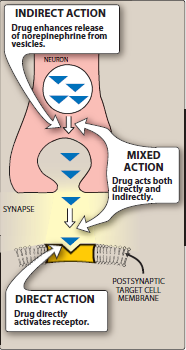 INDIRECT ACTION
Drug enhances release
of norepinephrine from
vesicles.
NEURON
MIXED
ACTION
Drug acts both
directly and
indirectly.
SYNAPSE
POSTSYNAPTIC
TARGET CELL
MEMBRANE
DIRECT ACTION
Drug directly
activates receptor.